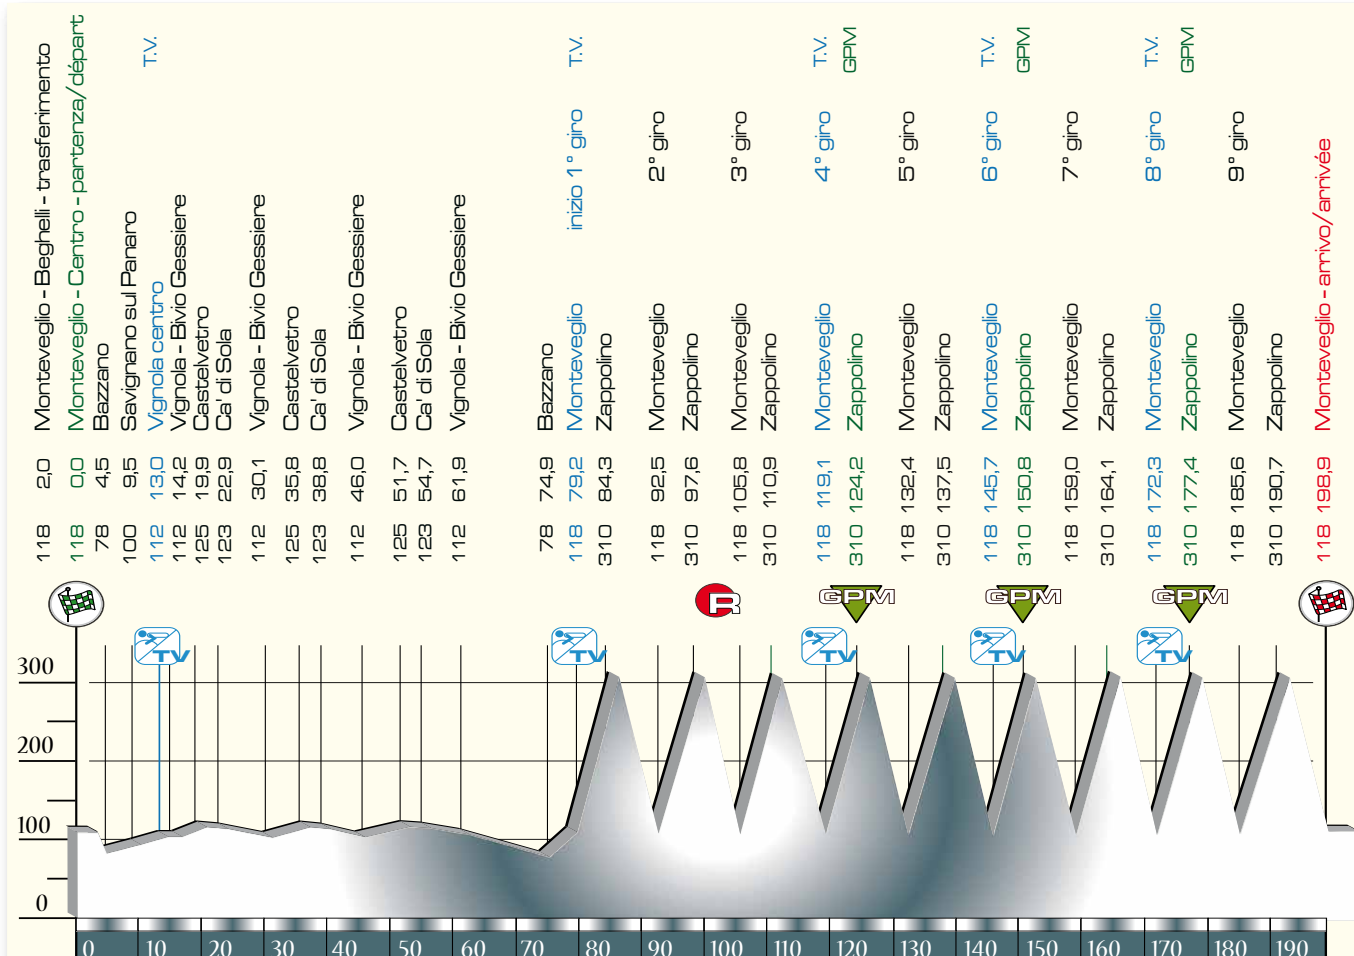 118 2,0 Monteveglio - Beghelli - trasferimento
118 0,0 Monteveglio - Centro - partenza/départ
78 4,5 Bazzano
100 9,5 Savignano sul Panaro
112 13,0 Vignola centro T.V.
112 14,2 Vignola - Bivio Gessiere
125 19,9 Castelvetro
123 22,9 Ca' di Sola
112 30,1 Vignola - Bivio Gessiere
125 35,8 Castelvetro
123 38,8 Ca' di Sola
112 46,0 Vignola - Bivio Gessiere
125 51,7 Castelvetro
123 54,7 Ca' di Sola
112 61,9 Vignola - Bivio Gessiere
78 74,9 Bazzano
118 79,2 Monteveglio inizio 1° giro T.V.
310 84,3 Zappolino
118 92,5 Monteveglio 2° giro
310 97,6 Zappolino
118 105,8 Monteveglio 3° giro
310 110,9 Zappolino
118 119,1 Monteveglio 4° giro T.V.
310 124,2 Zappolino GPM
118 132,4 Monteveglio 5° giro
310 137,5 Zappolino
118 145,7 Monteveglio 6° giro T.V.
310 150,8 Zappolino GPM
118 159,0 Monteveglio 7° giro
310 164,1 Zappolino
118 172,3 Monteveglio 8° giro T.V.
310 177,4 Zappolino GPM
118 185,6 Monteveglio 9° giro
310 190,7 Zappolino
118 198,9 Monteveglio - arrivo/arrivée
R GPM GPM GPM
TV TV TV TV TV
300
200
100
0
0 10 20 30 40 50 60 70 80 90 100 110 120 130 140 150 160 170 180 190